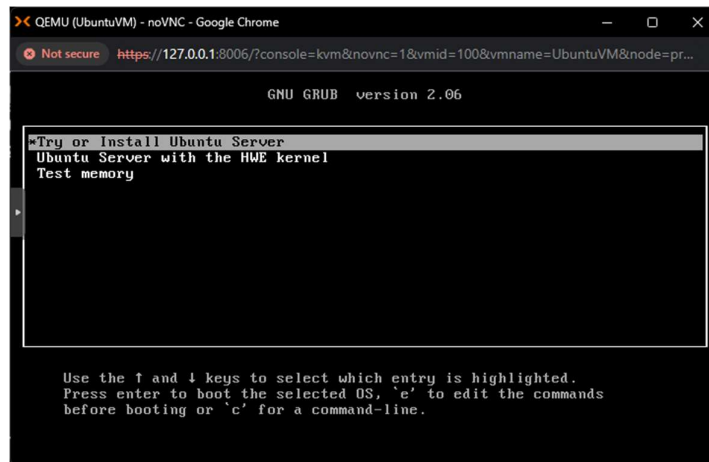 QEMU (UbuntuVM) - noVNC - Google Chrome
Not secure https://127.0.0.1:8006/?console=kvm&novnc=1&vmid=100&vmname=UbuntuVM&node=pr...
GNU GRUB version 2.06
*Try or Install Ubuntu Server
Ubuntu Server with the HWE kernel
Test memory
Use the ↑ and ↓ keys to select which entry is highlighted.
Press enter to boot the selected OS, `e' to edit the commands
before booting or `c' for a command-line.